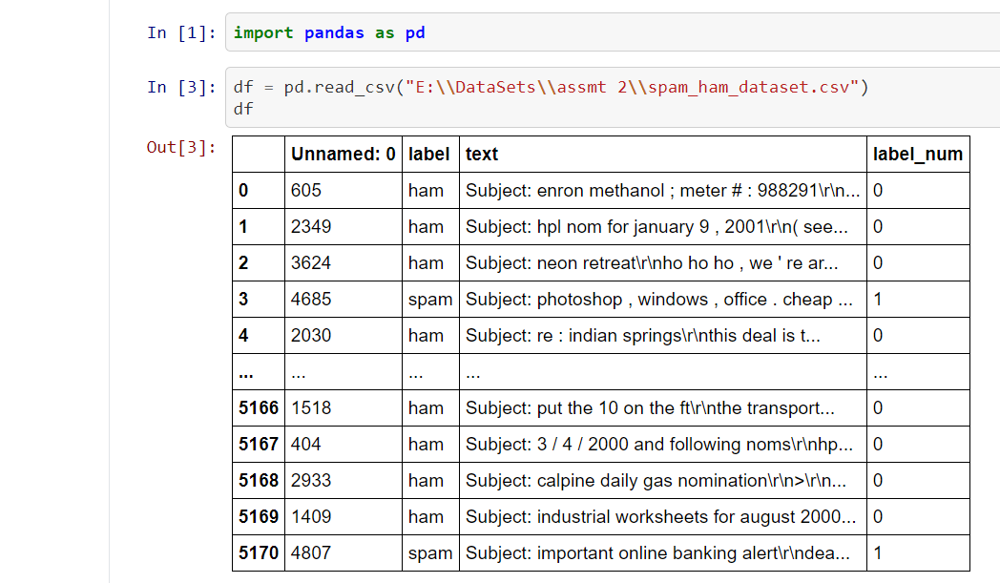 In [1]: import pandas as pd
In [3]: df = pd.read_csv("E:\\DataSets\\assmt 2\\spam_ham_dataset.csv")
df
Out[3]:
Unnamed: 0 label text label_num
0 605 ham Subject: enron methanol ; meter # : 988291\r\n... 0
1 2349 ham Subject: hpl nom for january 9 , 2001\r\n( see... 0
2 3624 ham Subject: neon retreat\r\nho ho ho , we ' re ar... 0
3 4685 spam Subject: photoshop , windows , office . cheap ... 1
4 2030 ham Subject: re : indian springs\r\nthis deal is t... 0
... ... ... ... ...
5166 1518 ham Subject: put the 10 on the ft\r\nthe transport... 0
5167 404 ham Subject: 3 / 4 / 2000 and following noms\r\nhp... 0
5168 2933 ham Subject: calpine daily gas nomination\r\n>\r\n... 0
5169 1409 ham Subject: industrial worksheets for august 2000... 0
5170 4807 spam Subject: important online banking alert\r\ndea... 1